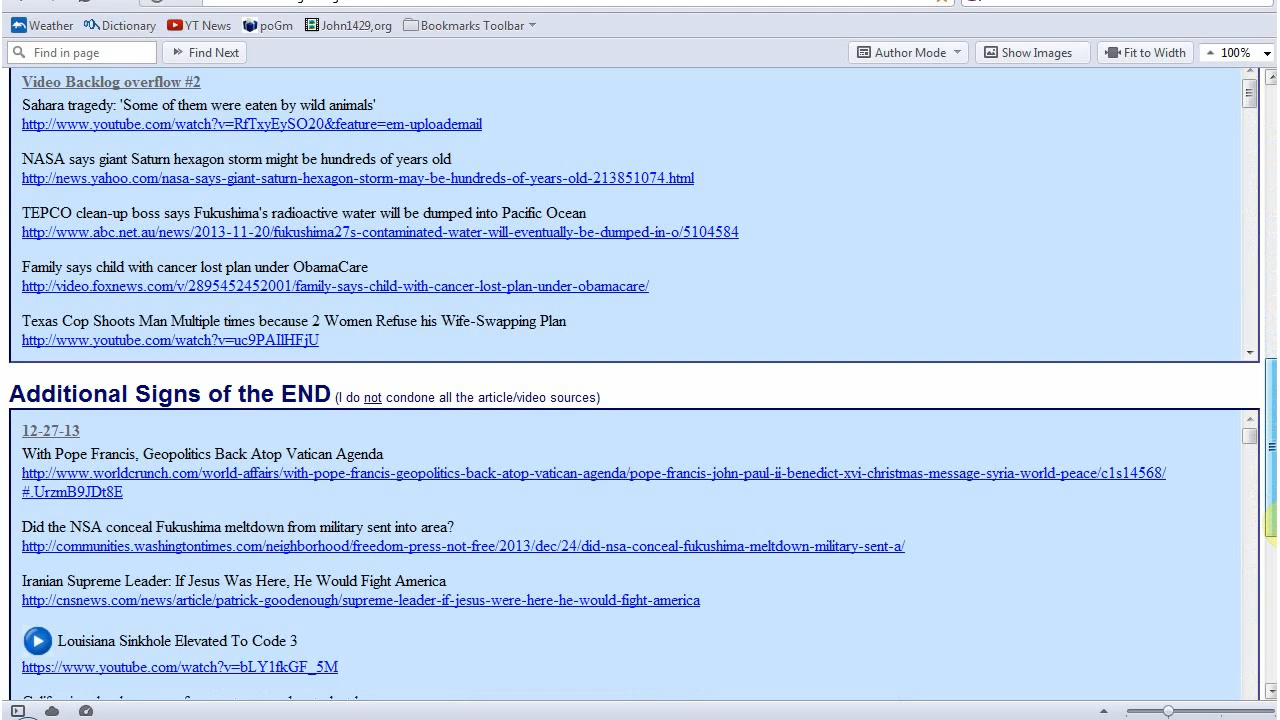 Weather Dictionary YT News poGm John1429.org Bookmarks Toolbar
Find in page Find Next Author Mode Show Images Fit to Width 100%
Video Backlog overflow #2
Sahara tragedy: 'Some of them were eaten by wild animals'
http://www.youtube.com/watch?v=RfTxyEySO20&feature=em-uploademail
NASA says giant Saturn hexagon storm might be hundreds of years old
http://news.yahoo.com/nasa-says-giant-saturn-hexagon-storm-may-be-hundreds-of-years-old-213851074.html
TEPCO clean-up boss says Fukushima's radioactive water will be dumped into Pacific Ocean
http://www.abc.net.au/news/2013-11-20/fukushima27s-contaminated-water-will-eventually-be-dumped-in-o/5104584
Family says child with cancer lost plan under ObamaCare
http://video.foxnews.com/v/2895452452001/family-says-child-with-cancer-lost-plan-under-obamacare/
Texas Cop Shoots Man Multiple times because 2 Women Refuse his Wife-Swapping Plan
http://www.youtube.com/watch?v=uc9PAIlHFjU
Additional Signs of the END (I do not condone all the article/video sources)
12-27-13
With Pope Francis, Geopolitics Back Atop Vatican Agenda
http://www.worldcrunch.com/world-affairs/with-pope-francis-geopolitics-back-atop-vatican-agenda/pope-francis-john-paul-ii-benedict-xvi-christmas-message-syria-world-peace/c1s14568/
#.UrzmB9JDt8E
Did the NSA conceal Fukushima meltdown from military sent into area?
http://communities.washingtontimes.com/neighborhood/freedom-press-not-free/2013/dec/24/did-nsa-conceal-fukushima-meltdown-military-sent-a/
Iranian Supreme Leader: If Jesus Was Here, He Would Fight America
http://cnsnews.com/news/article/patrick-goodenough/supreme-leader-if-jesus-were-here-he-would-fight-america
Louisiana Sinkhole Elevated To Code 3
https://www.youtube.com/watch?v=bLY1fkGF_5M